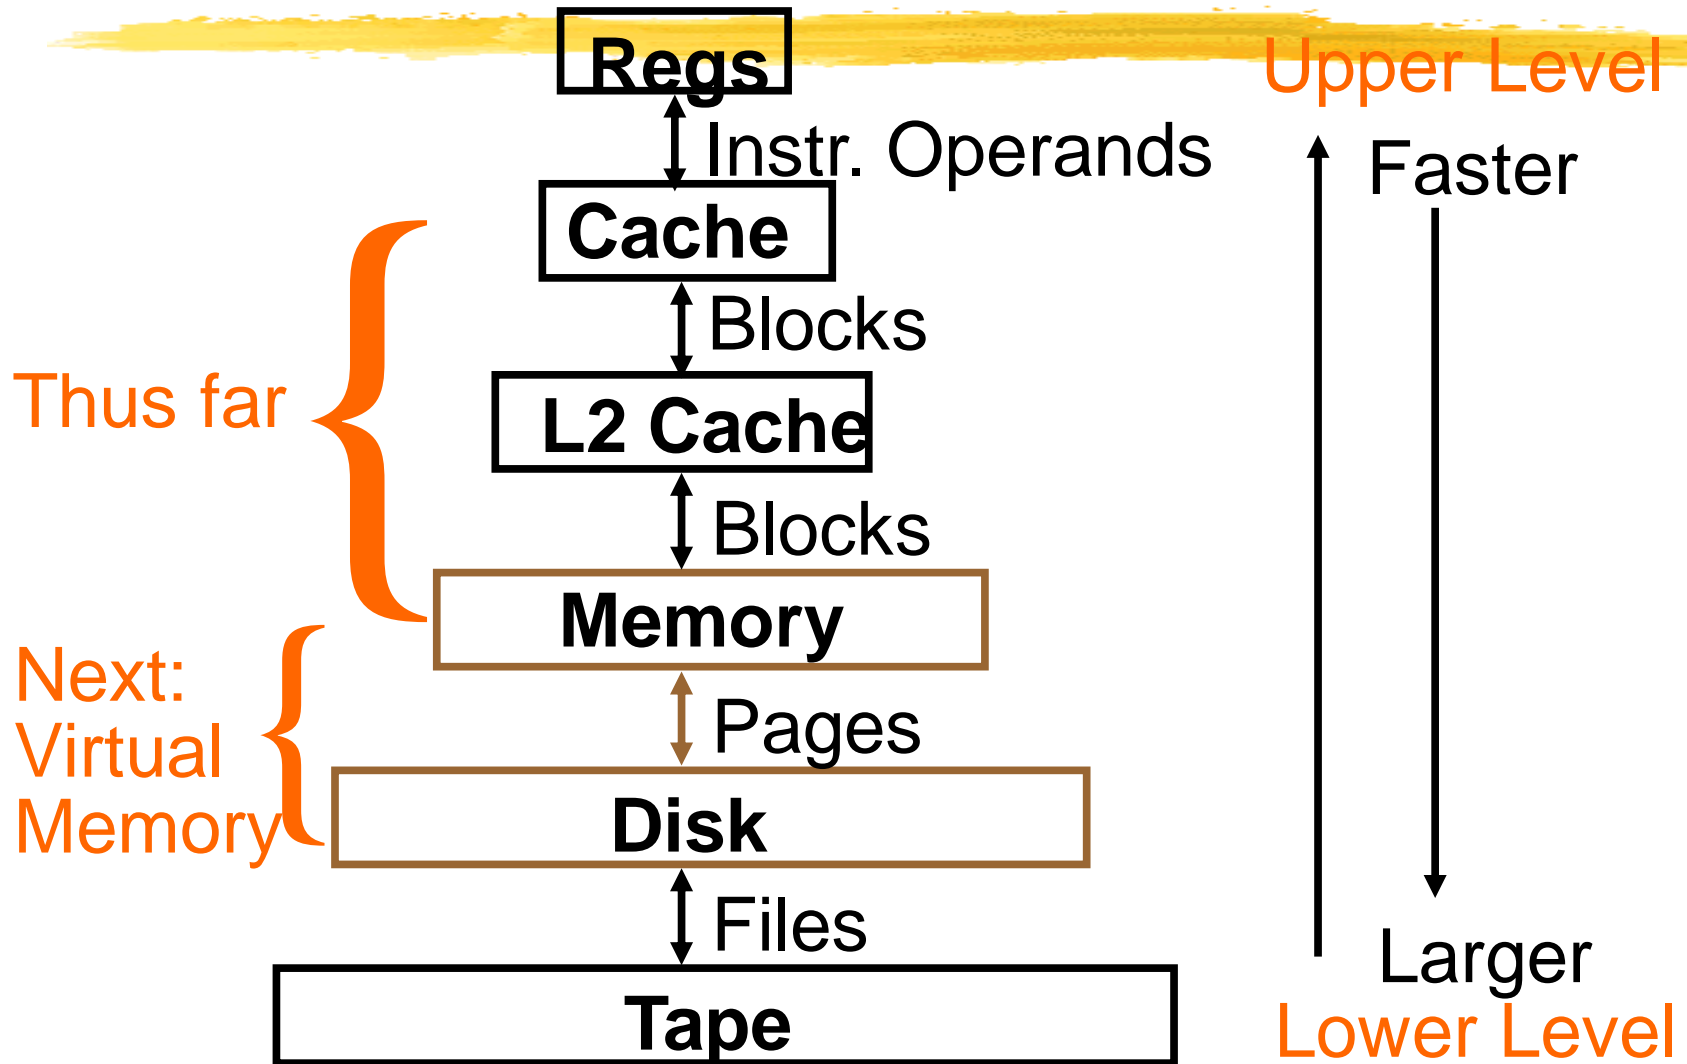 Regs
Upper Level
Instr. Operands
Faster
Cache
Blocks
Thus far
L2 Cache
Blocks
Memory
Next:
Virtual
Memory
Pages
Disk
Files
Larger
Tape
Lower Level